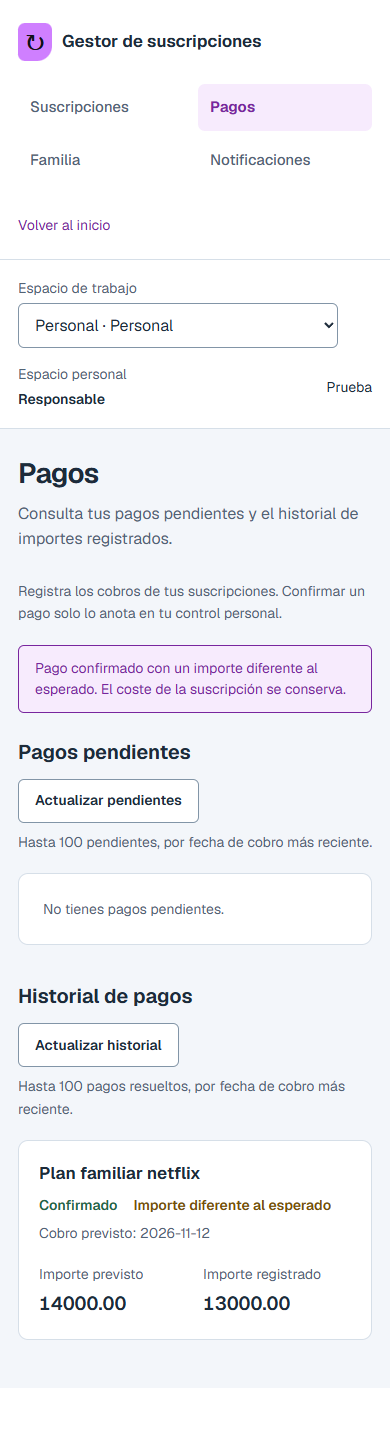 Gestor de suscripciones
Suscripciones
Pagos
Familia
Notificaciones
Volver al inicio
Espacio de trabajo
Personal · Personal
Espacio personal
Responsable
Prueba
Pagos
Consulta tus pagos pendientes y el historial de
importes registrados.
Registra los cobros de tus suscripciones. Confirmar un
pago solo lo anota en tu control personal.
Pago confirmado con un importe diferente al
esperado. El coste de la suscripción se conserva.
Pagos pendientes
Actualizar pendientes
Hasta 100 pendientes, por fecha de cobro más reciente.
No tienes pagos pendientes.
Historial de pagos
Actualizar historial
Hasta 100 pagos resueltos, por fecha de cobro más
reciente.
Plan familiar netflix
Confirmado Importe diferente al esperado
Cobro previsto: 2026-11-12
Importe previsto Importe registrado
14000.00 13000.00